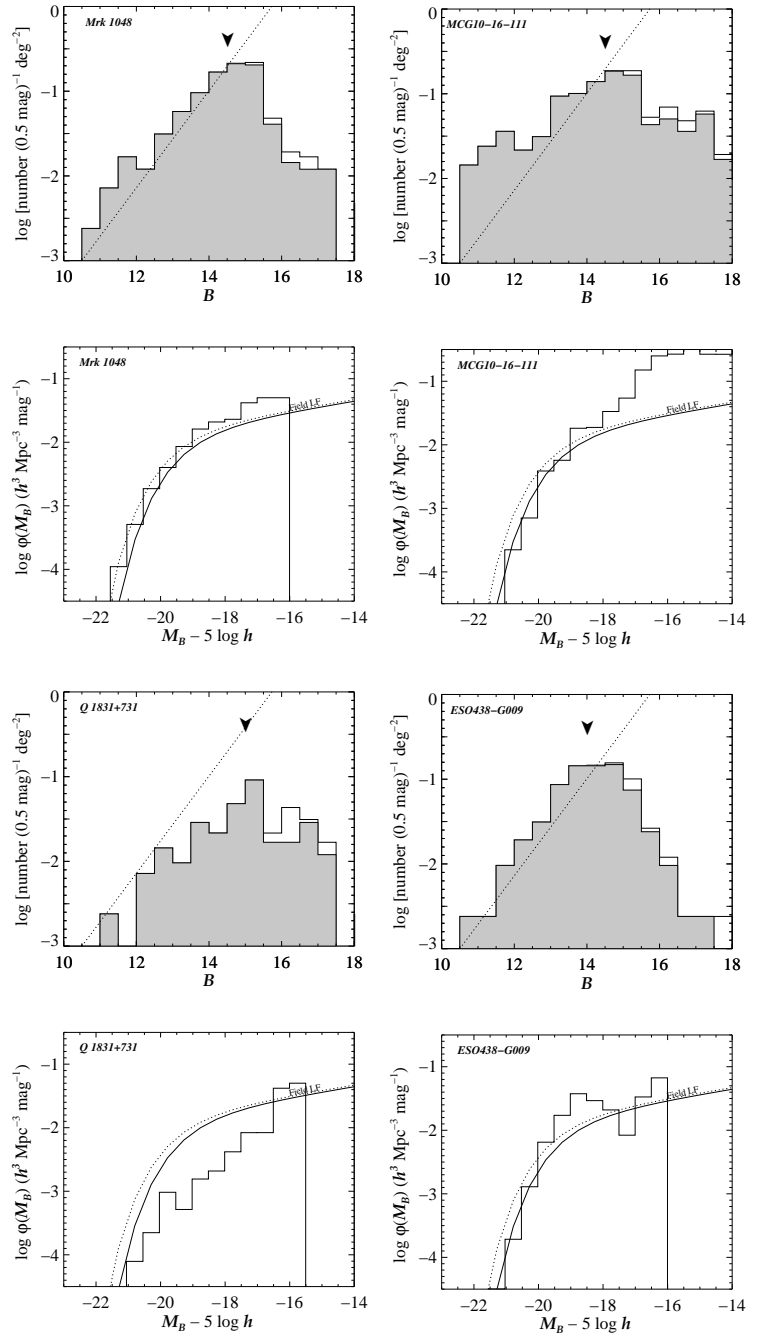 Mrk 1048
log [number (0.5 mag)⁻¹ deg⁻²]
0
−1
−2
−3
10 12 14 16 18
B
MCG10−16−111
log [number (0.5 mag)⁻¹ deg⁻²]
0
−1
−2
−3
10 12 14 16 18
B
Mrk 1048
Field LF
log φ(M_B) (h³ Mpc⁻³ mag⁻¹)
−1
−2
−3
−4
−22 −20 −18 −16 −14
M_B − 5 log h
MCG10−16−111
Field LF
log φ(M_B) (h³ Mpc⁻³ mag⁻¹)
−1
−2
−3
−4
−22 −20 −18 −16 −14
M_B − 5 log h
Q 1831+731
log [number (0.5 mag)⁻¹ deg⁻²]
0
−1
−2
−3
10 12 14 16 18
B
ESO438−G009
log [number (0.5 mag)⁻¹ deg⁻²]
0
−1
−2
−3
10 12 14 16 18
B
Q 1831+731
Field LF
log φ(M_B) (h³ Mpc⁻³ mag⁻¹)
−1
−2
−3
−4
−22 −20 −18 −16 −14
M_B − 5 log h
ESO438−G009
Field LF
log φ(M_B) (h³ Mpc⁻³ mag⁻¹)
−1
−2
−3
−4
−22 −20 −18 −16 −14
M_B − 5 log h